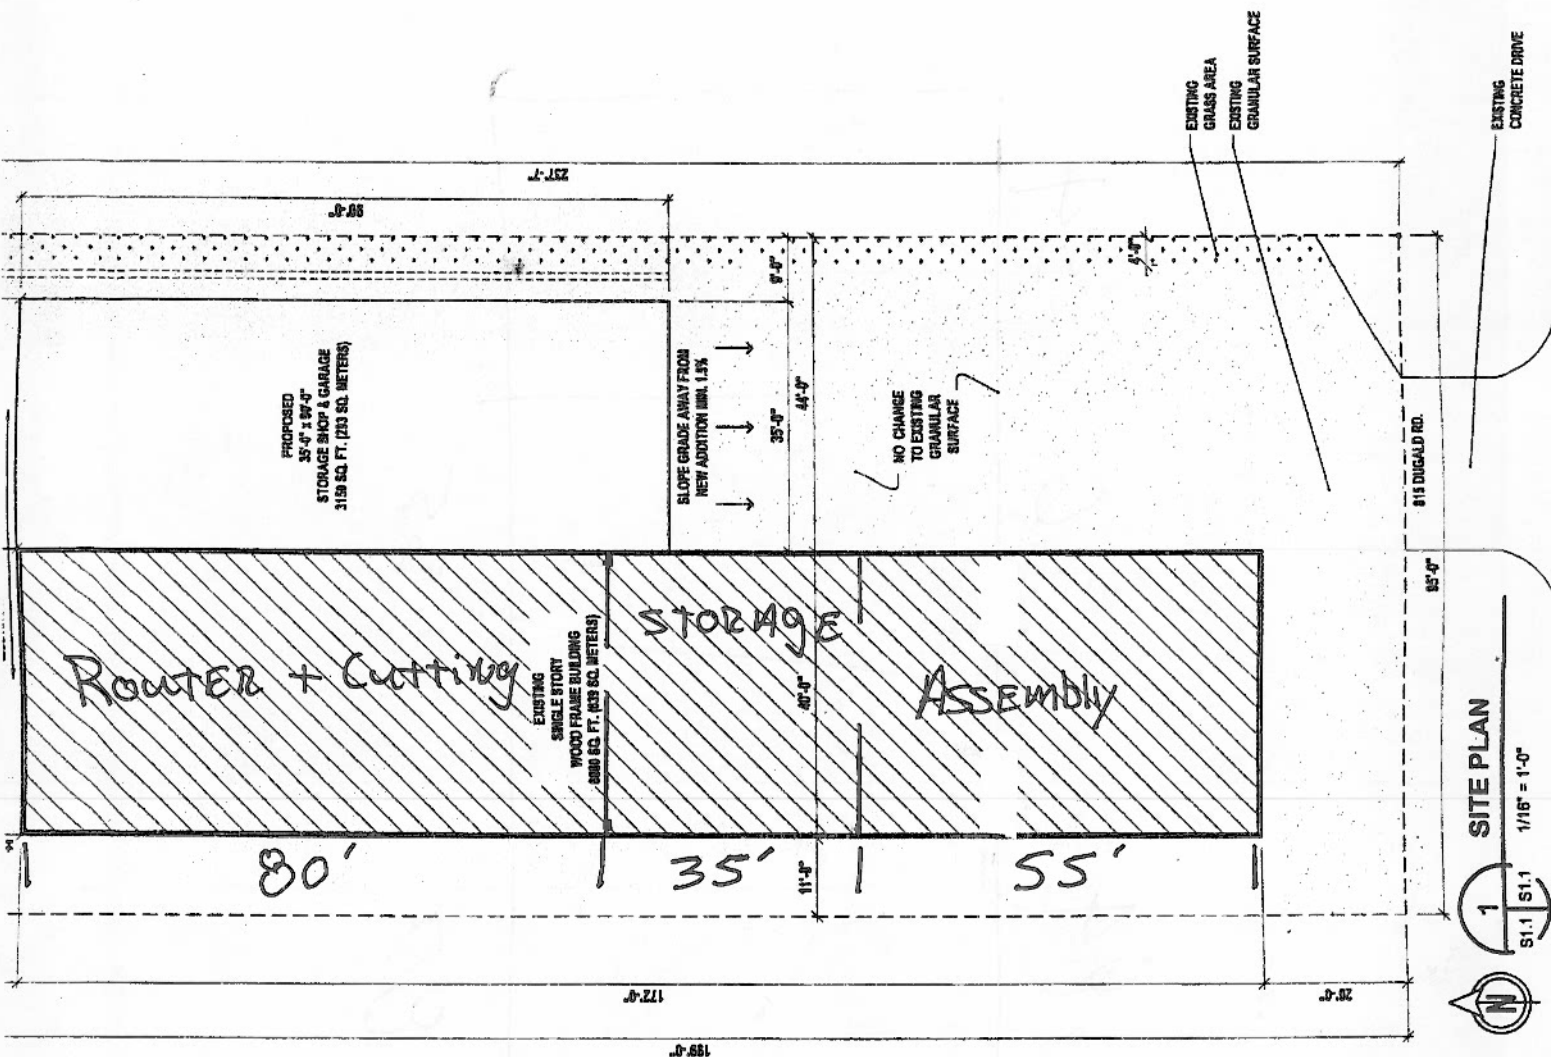 EXISTING
GRASS AREA
EXISTING
GRANULAR SURFACE
EXISTING
CONCRETE DRIVE
237'-7"
90'-0"
PROPOSED
35'-0" x 90'-0"
STORAGE SHOP & GARAGE
3150 SQ. FT. (293 SQ. METERS)
SLOPE GRADE AWAY FROM
NEW ADDITION MIN. 1.5%
9'-0"
35'-0"
44'-0"
4'-0"
NO CHANGE
TO EXISTING
GRANULAR
SURFACE
815 DUGALD RD.
95'-0"
Router + Cutting
EXISTING
SINGLE STORY
WOOD FRAME BUILDING
STORAGE
40'-0"
Assembly
80'
35'
11'-0"
55'
172'-0"
199'-0"
1
S1.1
S1.1
SITE PLAN
1/16" = 1'-0"
N